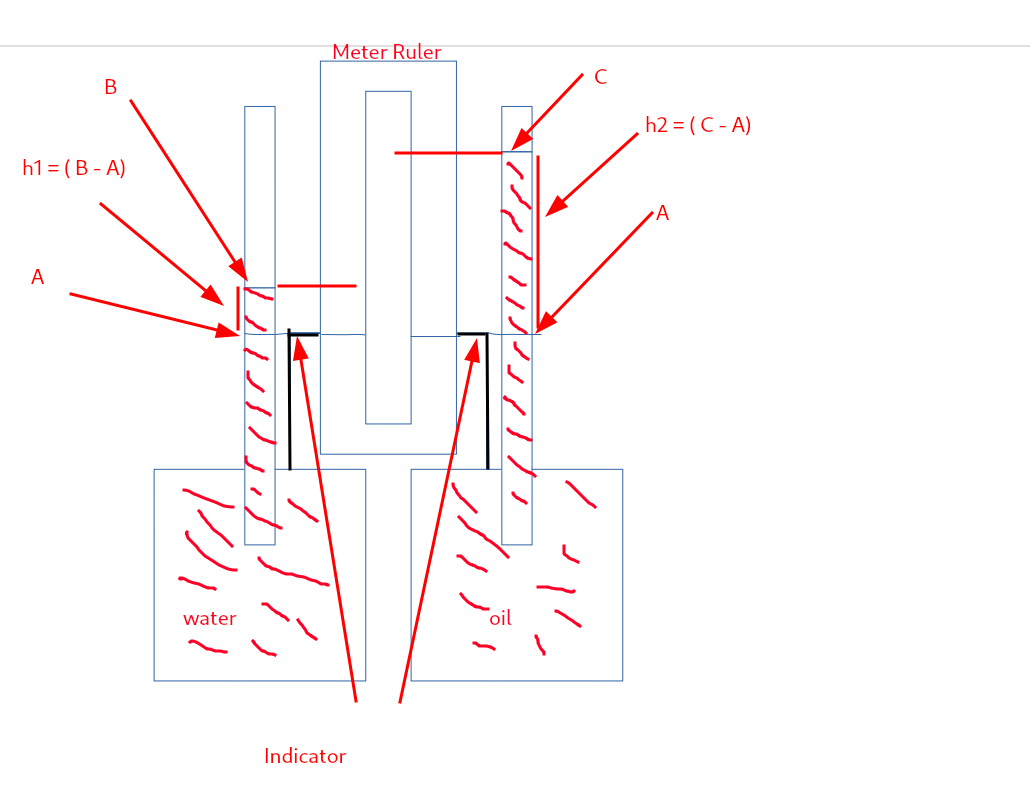 Meter Ruler
B
C
h2 = ( C - A)
h1 = ( B - A)
A
A
water
oil
Indicator